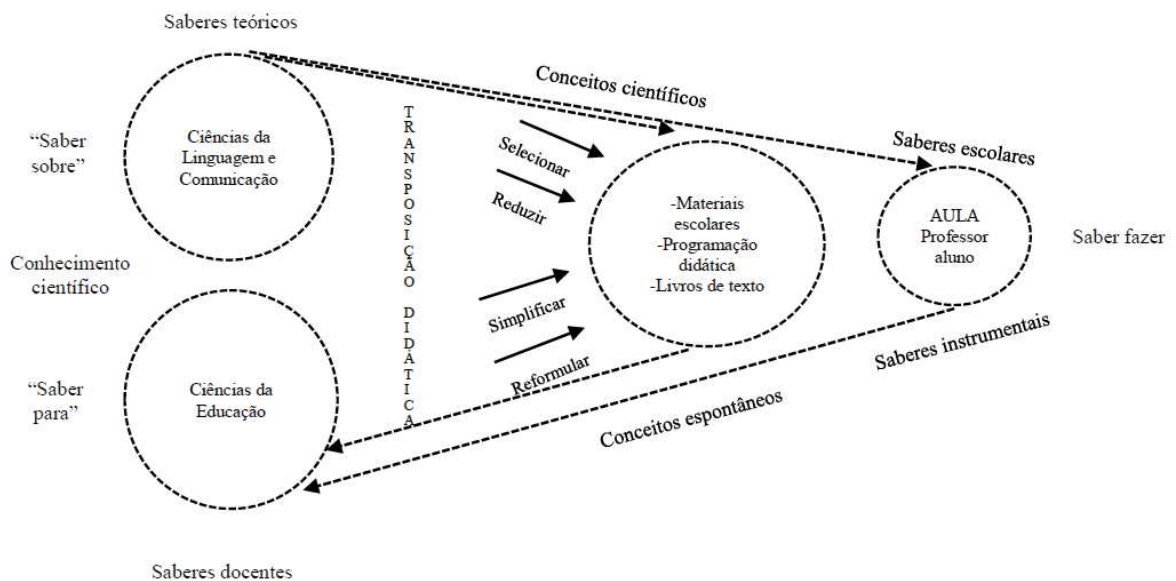 Saberes teóricos
“Saber
sobre”
Ciências da
Linguagem e
Comunicação
Conhecimento
científico
“Saber
para”
Ciências da
Educação
Saberes docentes
TRANSPOSIÇÃO DIDÁTICA
Conceitos científicos
Selecionar
Reduzir
Simplificar
Reformular
-Materiais
escolares
-Programação
didática
-Livros de texto
Saberes escolares
AULA
Professor
aluno
Saber fazer
Saberes instrumentais
Conceitos espontâneos